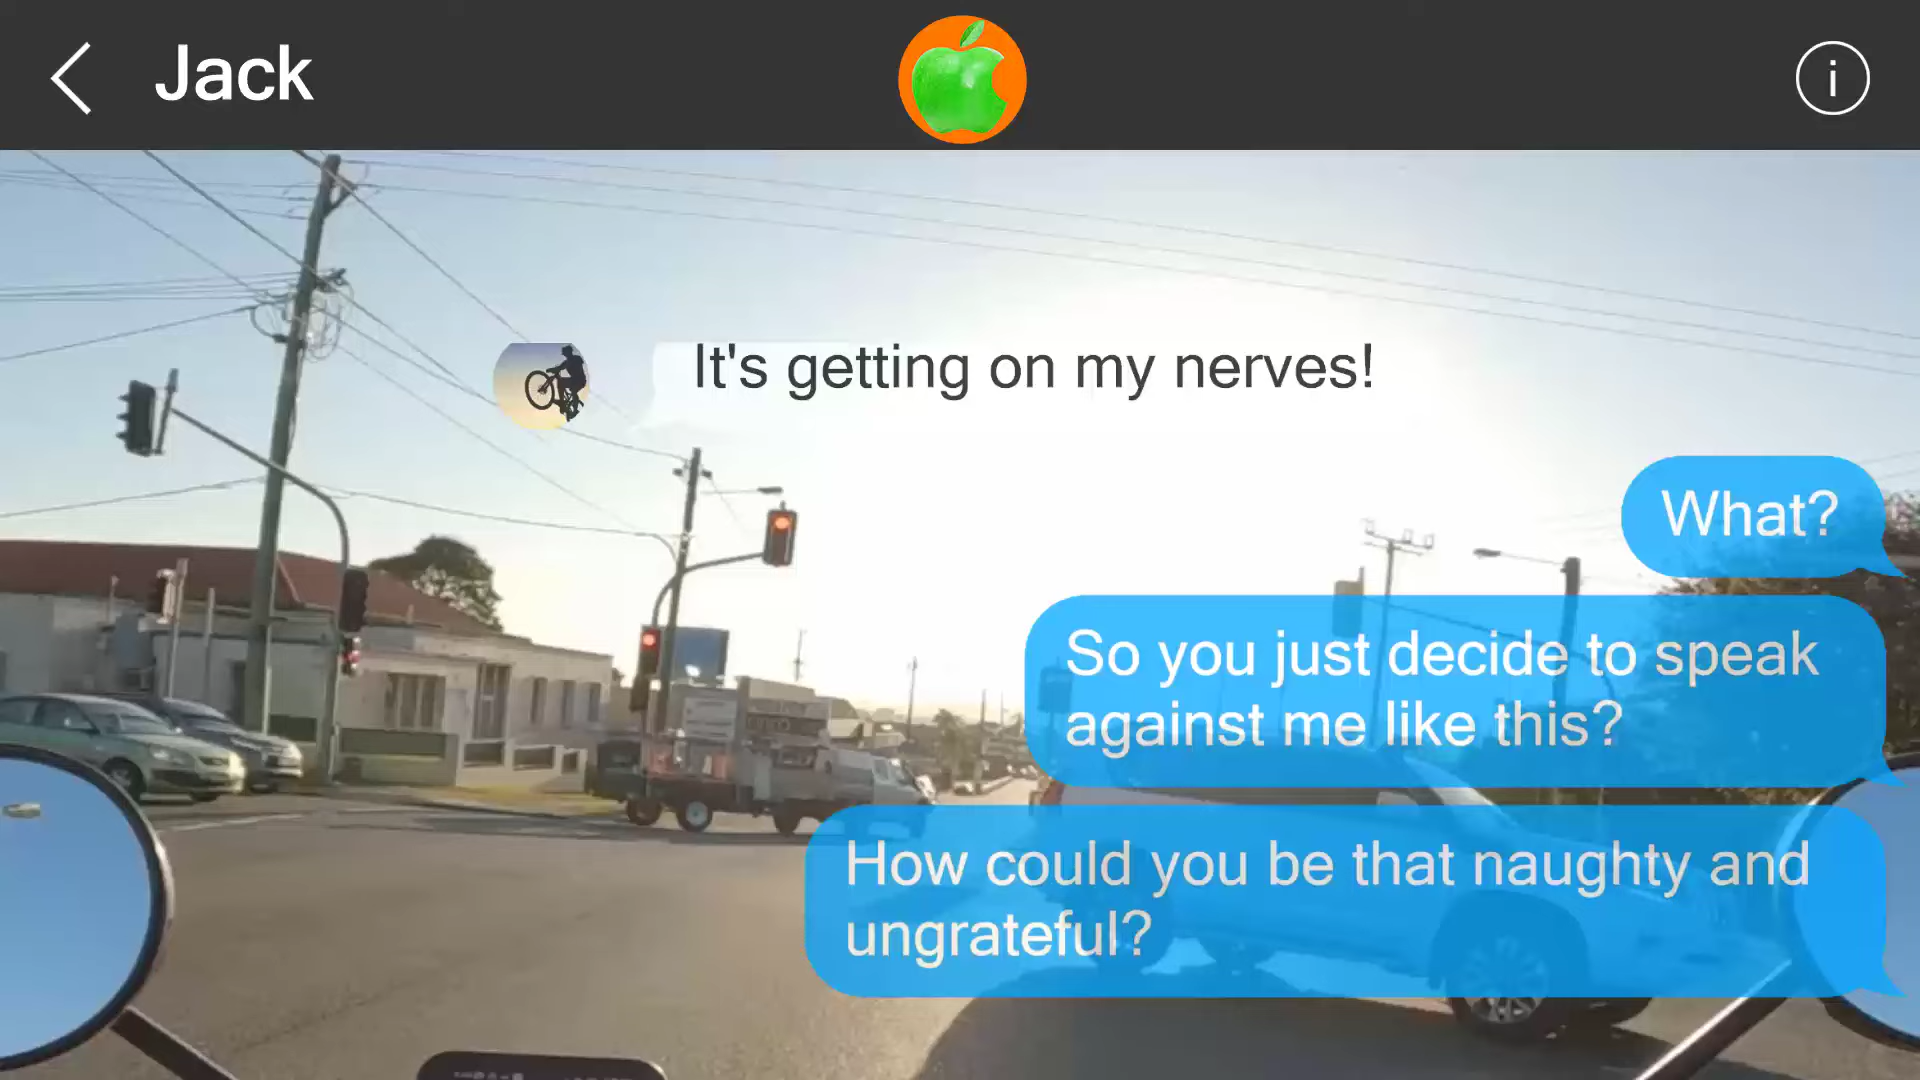 Jack
i
It's getting on my nerves!
What?
So you just decide to speak
against me like this?
How could you be that naughty and
ungrateful?